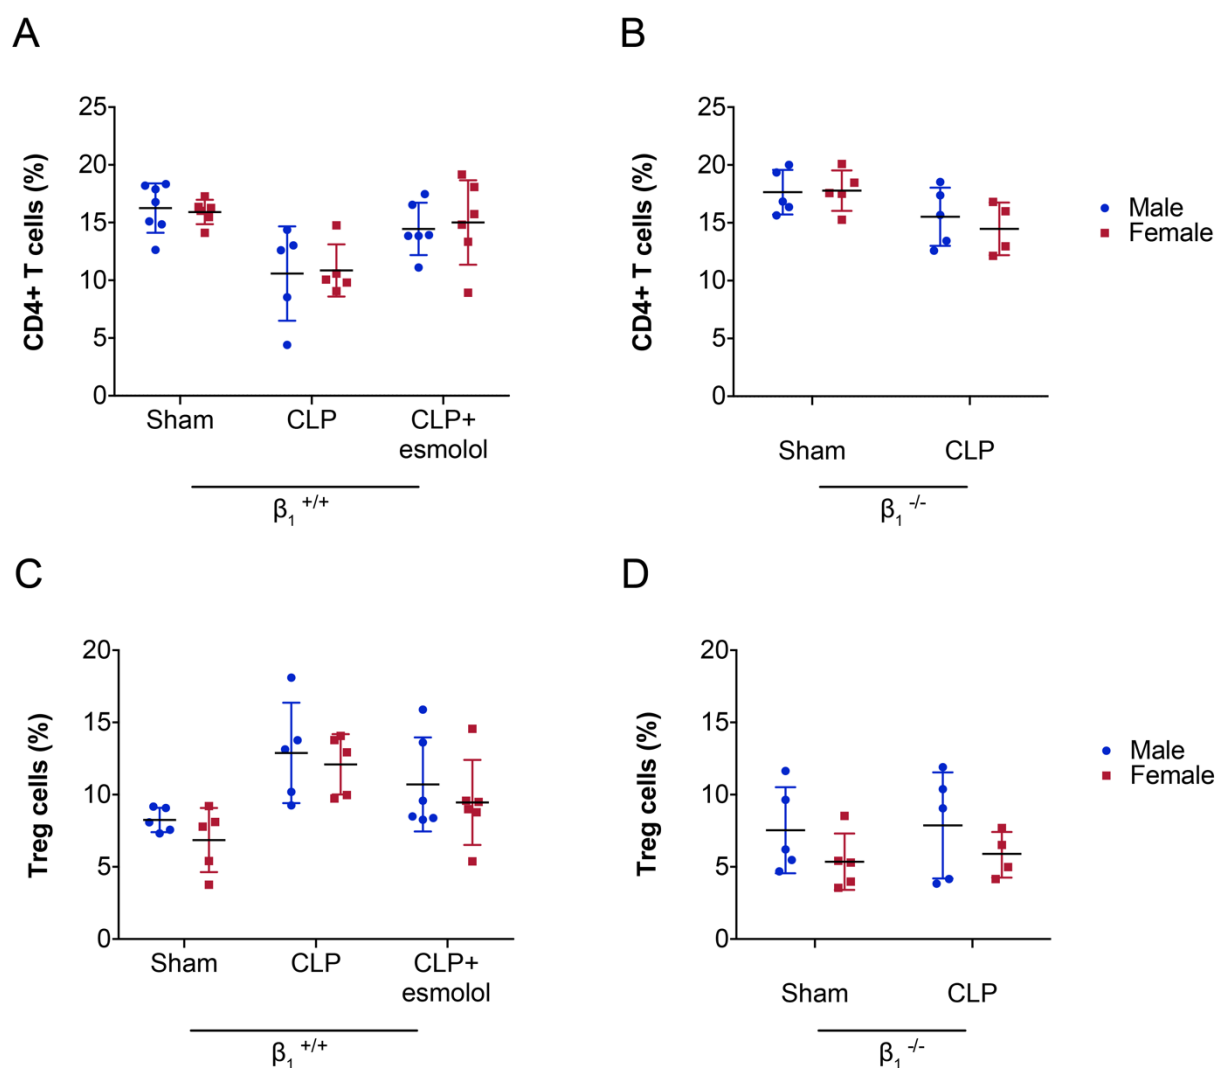 A
B
25
20
15
10
5
0
CD4+ T cells (%)
Sham
CLP
CLP+
esmolol
β1 +/+
25
20
15
10
5
0
CD4+ T cells (%)
Sham
CLP
β1 -/-
Male
Female
C
D
20
15
10
5
0
Treg cells (%)
Sham
CLP
CLP+
esmolol
β1 +/+
20
15
10
5
0
Treg cells (%)
Sham
CLP
β1 -/-
Male
Female